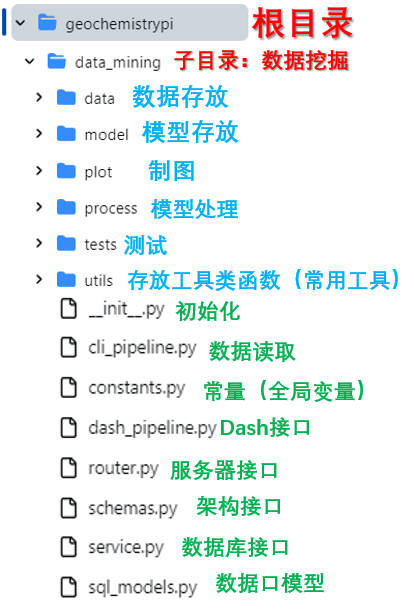 geochemistrypi 根目录
data_mining 子目录：数据挖掘
data 数据存放
model 模型存放
plot 制图
process 模型处理
tests 测试
utils 存放工具类函数（常用工具）
__init__.py 初始化
cli_pipeline.py 数据读取
constants.py 常量（全局变量）
dash_pipeline.py Dash接口
router.py 服务器接口
schemas.py 架构接口
service.py 数据库接口
sql_models.py 数据口模型